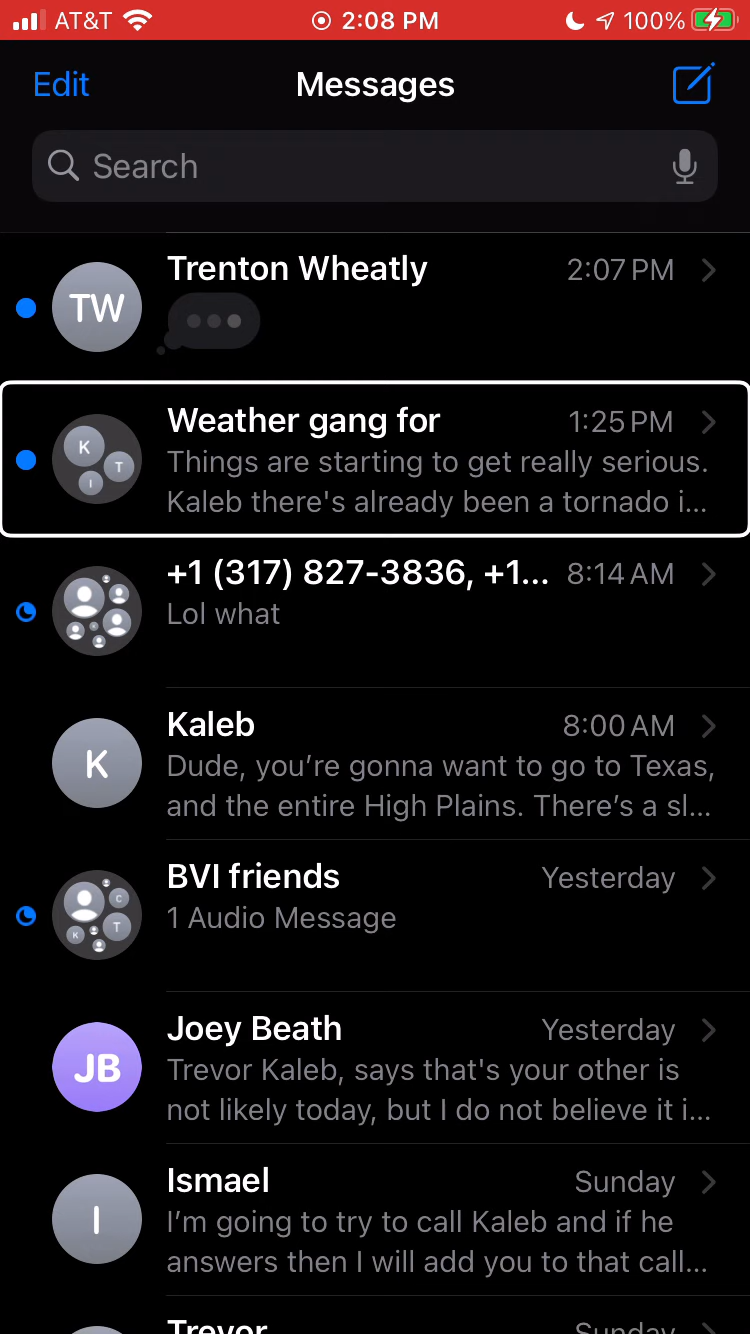 AT&T 2:08 PM 100%
Edit Messages
Search
Trenton Wheatly 2:07 PM
TW
Weather gang for 1:25 PM
K T I
Things are starting to get really serious.
Kaleb there's already been a tornado i...
+1 (317) 827-3836, +1... 8:14 AM
Lol what
Kaleb 8:00 AM
K
Dude, you’re gonna want to go to Texas,
and the entire High Plains. There’s a sl...
BVI friends Yesterday
C K T
1 Audio Message
Joey Beath Yesterday
JB
Trevor Kaleb, says that's your other is
not likely today, but I do not believe it i...
Ismael Sunday
I
I’m going to try to call Kaleb and if he
answers then I will add you to that call...
Trevor Sunday